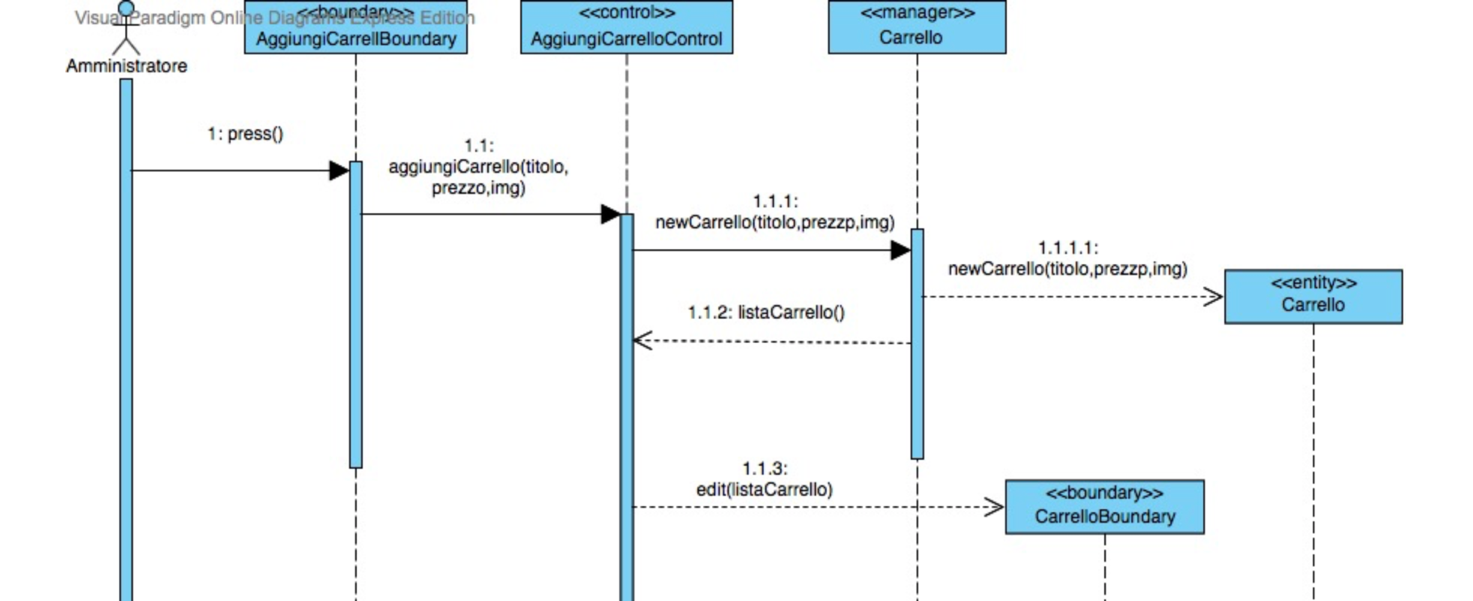 Visual Paradigm Online Diagrams Express Edition
<<boundary>>
AggiungiCarrellBoundary
<<control>>
AggiungiCarrelloControl
<<manager>>
Carrello
Amministratore
1: press()
1.1:
aggiungiCarrello(titolo,
prezzo,img)
1.1.1:
newCarrello(titolo,prezzp,img)
1.1.1.1:
newCarrello(titolo,prezzp,img)
<<entity>>
Carrello
1.1.2: listaCarrello()
1.1.3:
edit(listaCarrello)
<<boundary>>
CarrelloBoundary